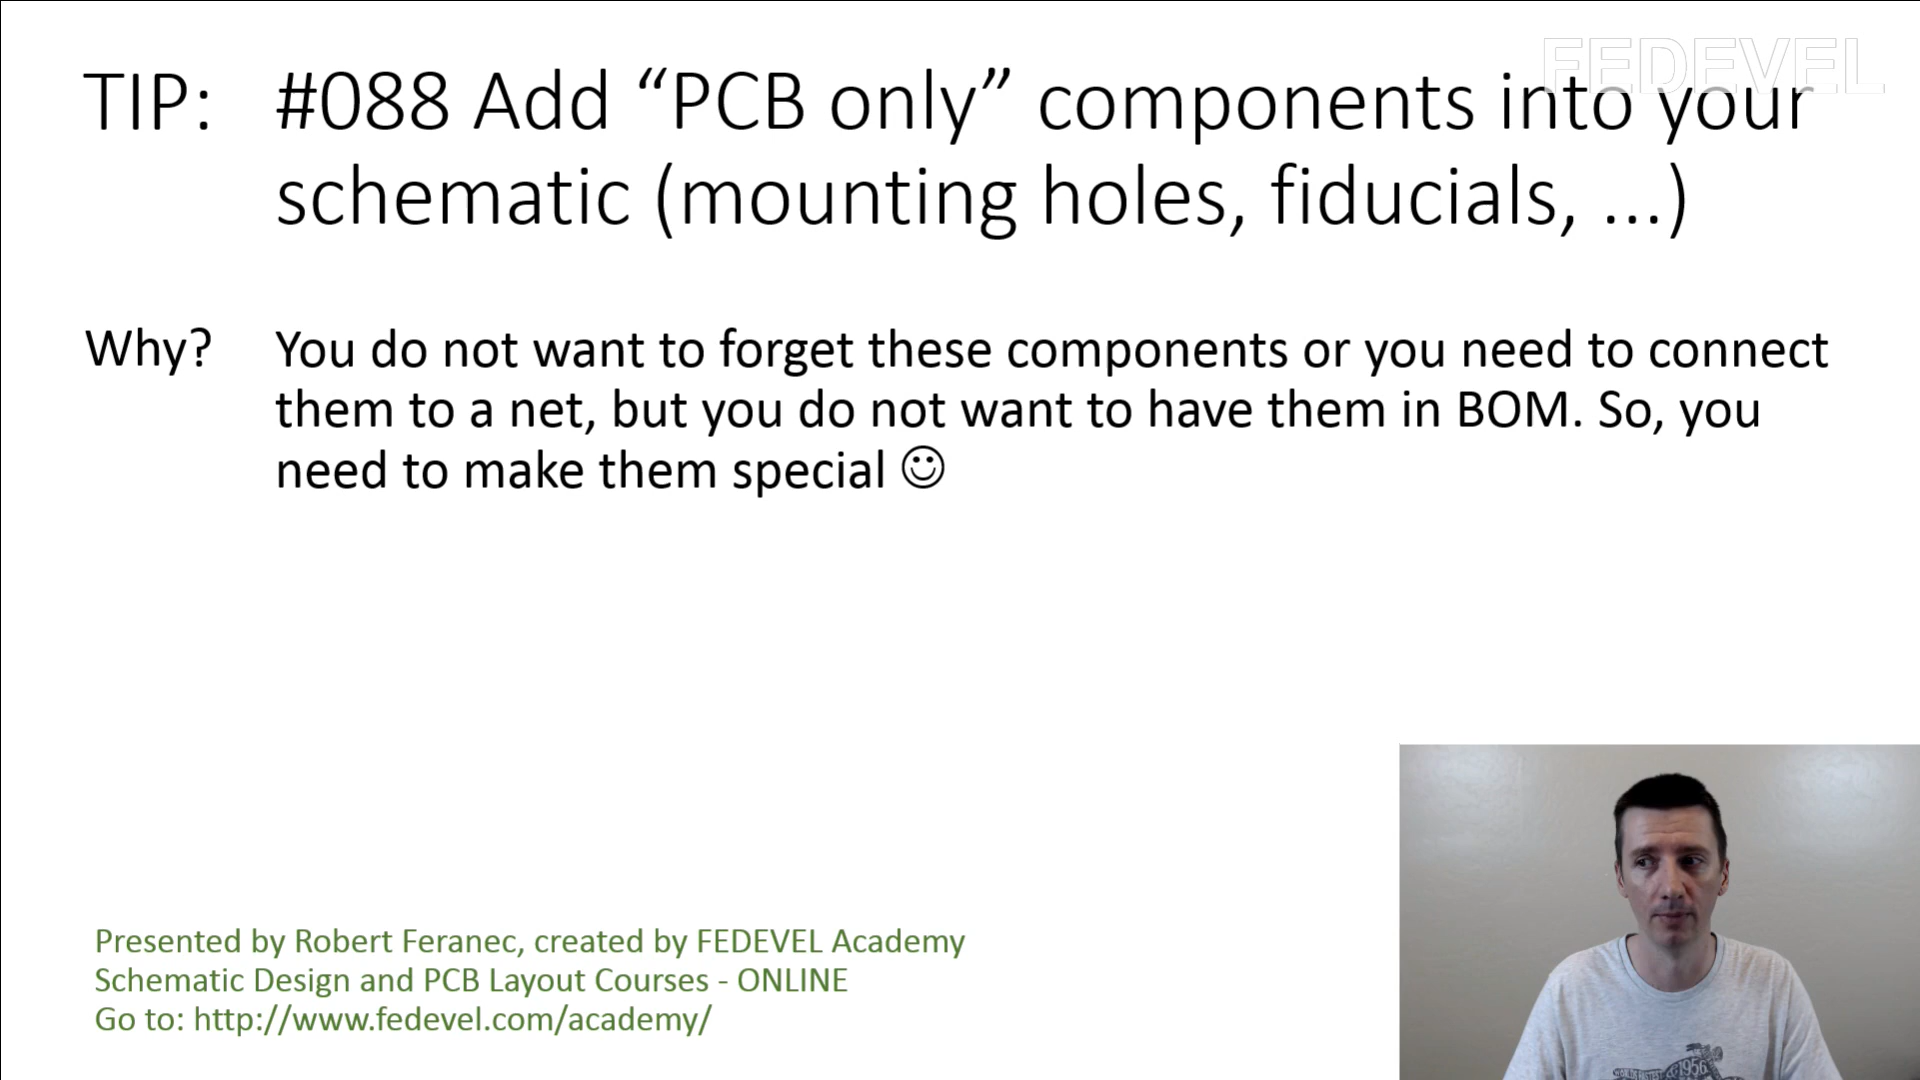 FEDEVEL
TIP: #088 Add “PCB only” components into your
schematic (mounting holes, fiducials, ...)
Why? You do not want to forget these components or you need to connect
them to a net, but you do not want to have them in BOM. So, you
need to make them special ☺
Presented by Robert Feranec, created by FEDEVEL Academy
Schematic Design and PCB Layout Courses - ONLINE
Go to: http://www.fedevel.com/academy/
1956